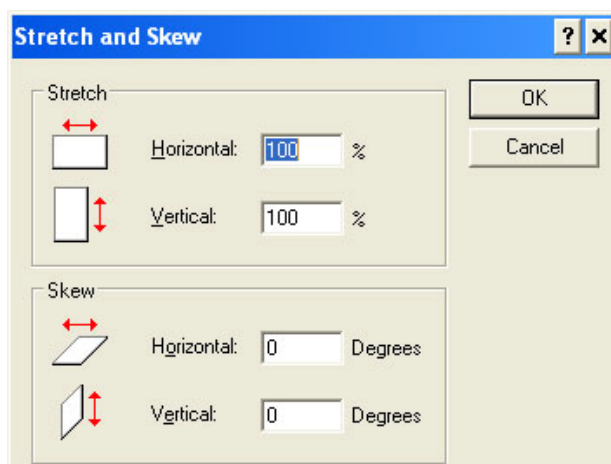 Stretch and Skew ? ×
Stretch
Horizontal: 100 %
Vertical: 100 %
OK
Cancel
Skew
Horizontal: 0 Degrees
Vertical: 0 Degrees